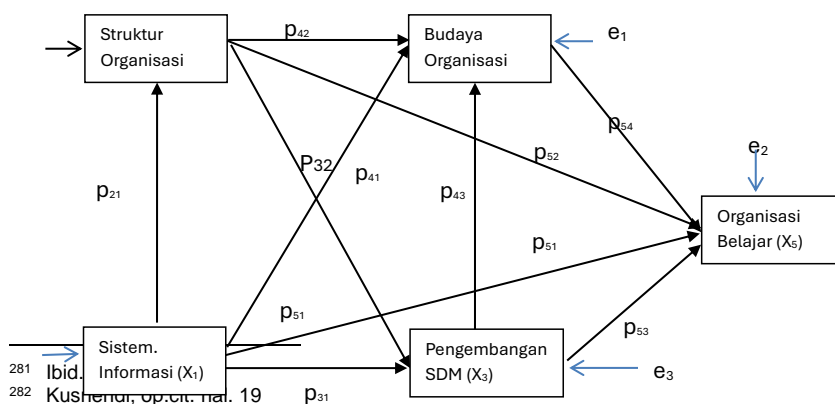 Struktur
Organisasi
p42
Budaya
Organisasi
e1
p54
e2
P32
p41
p52
p21
p43
Organisasi
Belajar (X5)
p51
p51
p53
Sistem.
Informasi (X1)
Pengembangan
SDM (X3)
e3
p31
281 Ibid.
282 Kusnendi, op.cit. hal. 19